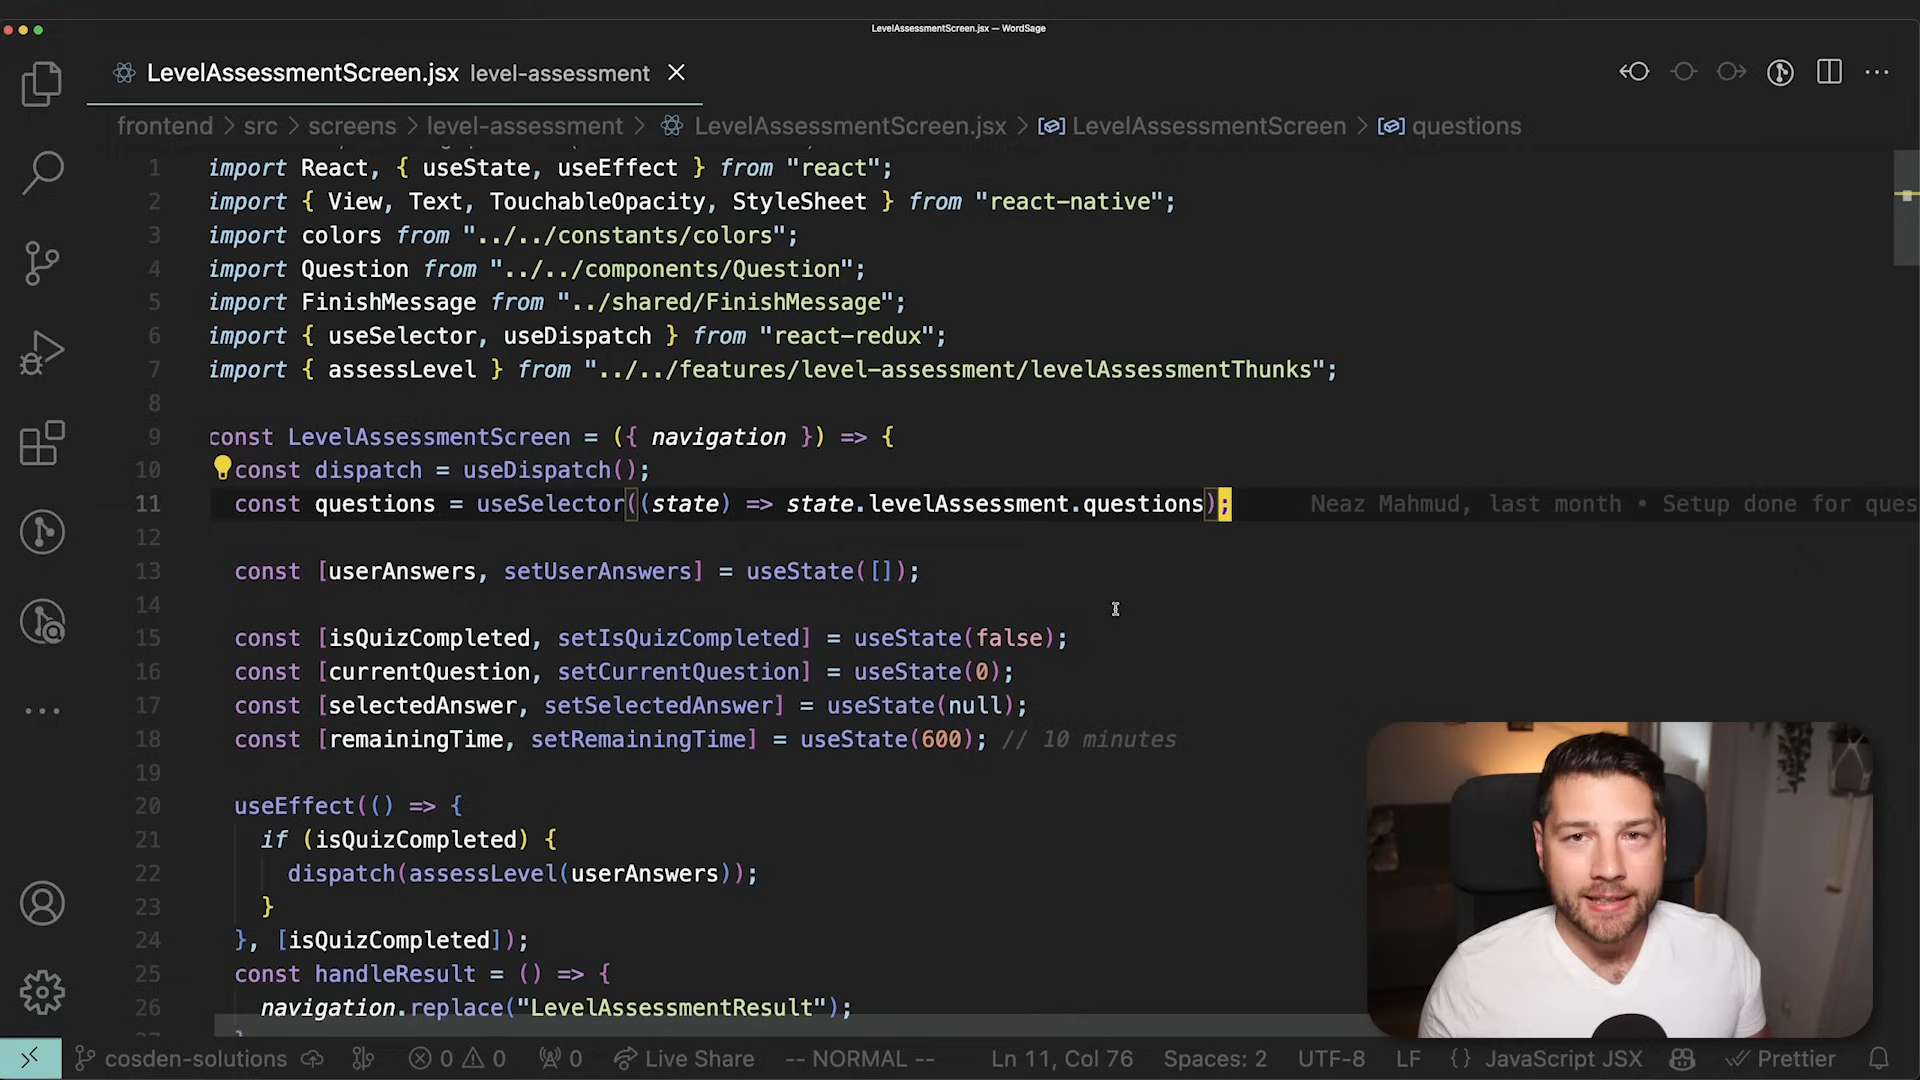 LevelAssessmentScreen.jsx — WordSage
LevelAssessmentScreen.jsx level-assessment
frontend > src > screens > level-assessment > LevelAssessmentScreen.jsx > LevelAssessmentScreen > questions
1 import React, { useState, useEffect } from "react";
2 import { View, Text, TouchableOpacity, StyleSheet } from "react-native";
3 import colors from "../../constants/colors";
4 import Question from "../../components/Question";
5 import FinishMessage from "../shared/FinishMessage";
6 import { useSelector, useDispatch } from "react-redux";
7 import { assessLevel } from "../../features/level-assessment/levelAssessmentThunks";
8
9 const LevelAssessmentScreen = ({ navigation }) => {
10 const dispatch = useDispatch();
11 const questions = useSelector((state) => state.levelAssessment.questions); Neaz Mahmud, last month • Setup done for ques
12
13 const [userAnswers, setUserAnswers] = useState([]);
14
15 const [isQuizCompleted, setIsQuizCompleted] = useState(false);
16 const [currentQuestion, setCurrentQuestion] = useState(0);
17 const [selectedAnswer, setSelectedAnswer] = useState(null);
18 const [remainingTime, setRemainingTime] = useState(600); // 10 minutes
19
20 useEffect(() => {
21 if (isQuizCompleted) {
22 dispatch(assessLevel(userAnswers));
23 }
24 }, [isQuizCompleted]);
25 const handleResult = () => {
26 navigation.replace("LevelAssessmentResult");
cosden-solutions 0 0 0 Live Share -- NORMAL -- Ln 11, Col 76 Spaces: 2 UTF-8 LF {} JavaScript JSX Prettier